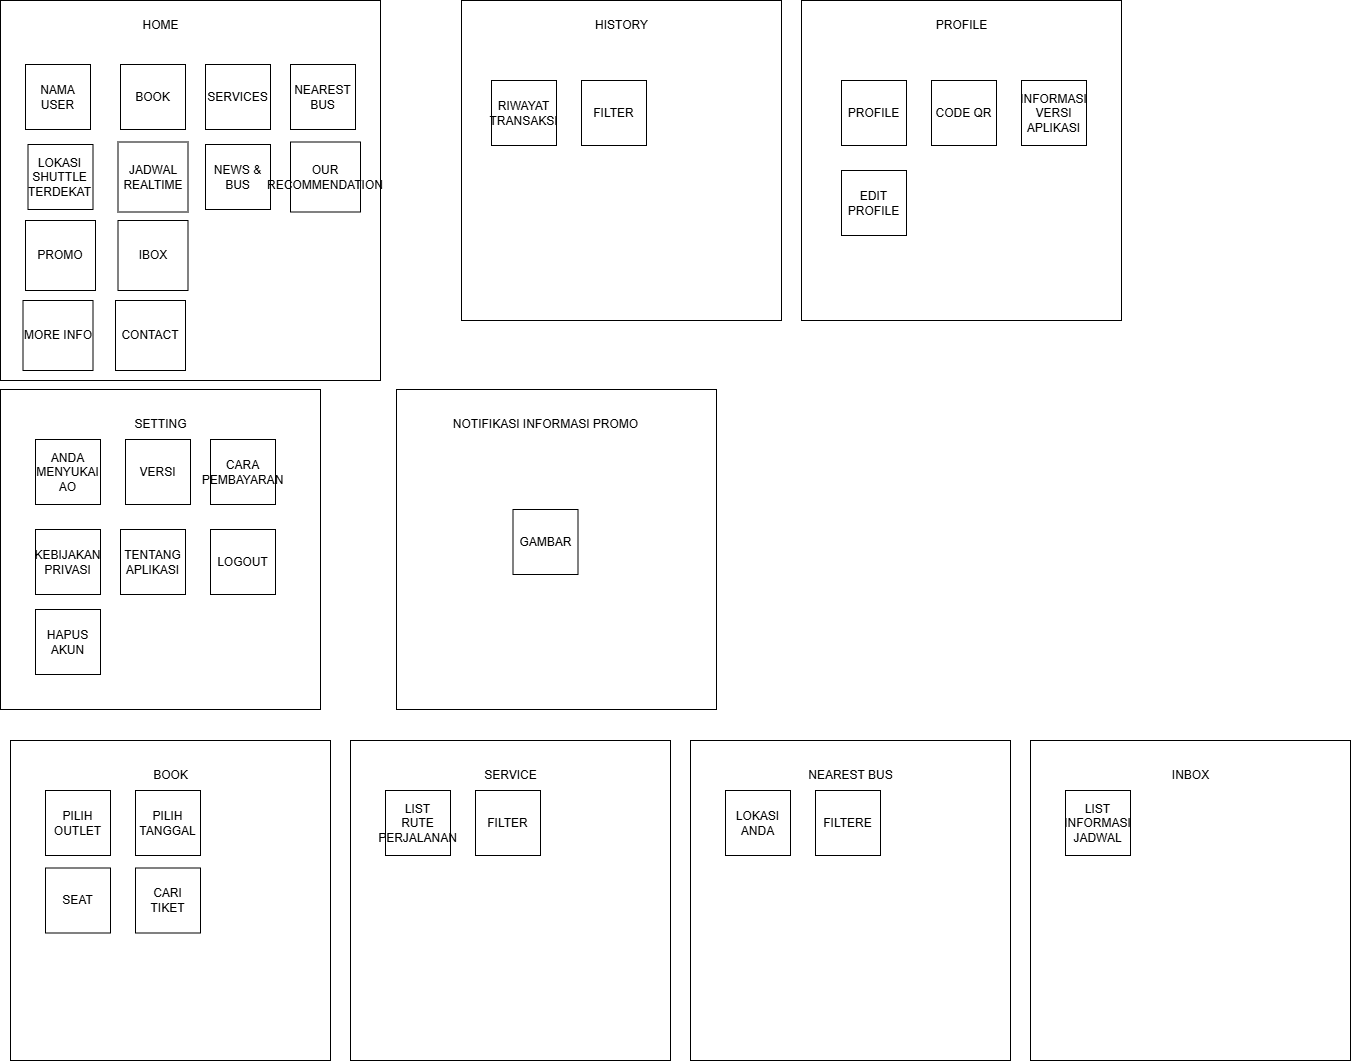 HOME
NAMA
USER
BOOK
SERVICES
NEAREST
BUS
LOKASI
SHUTTLE
TERDEKAT
JADWAL
REALTIME
NEWS &
BUS
OUR
RECOMMENDATION
PROMO
IBOX
MORE INFO
CONTACT
HISTORY
RIWAYAT
TRANSAKSI
FILTER
PROFILE
PROFILE
CODE QR
INFORMASI
VERSI
APLIKASI
EDIT
PROFILE
SETTING
ANDA
MENYUKAI
AO
VERSI
CARA
PEMBAYARAN
KEBIJAKAN
PRIVASI
TENTANG
APLIKASI
LOGOUT
HAPUS
AKUN
NOTIFIKASI INFORMASI PROMO
GAMBAR
BOOK
PILIH
OUTLET
PILIH
TANGGAL
SEAT
CARI
TIKET
SERVICE
LIST
RUTE
PERJALANAN
FILTER
NEAREST BUS
LOKASI
ANDA
FILTERE
INBOX
LIST
INFORMASI
JADWAL